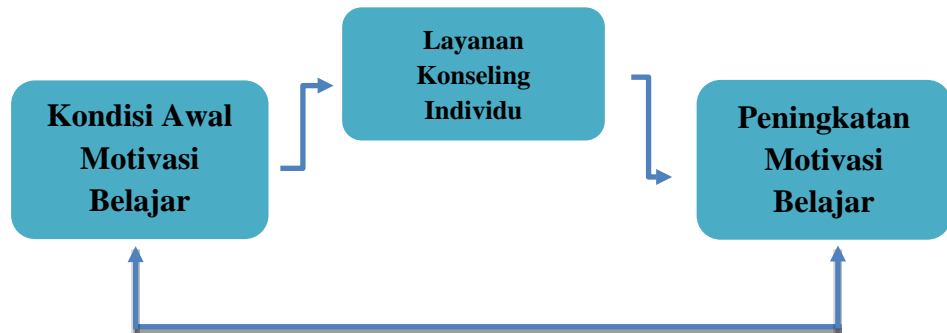 Kondisi Awal
Motivasi
Belajar
Layanan
Konseling
Individu
Peningkatan
Motivasi
Belajar